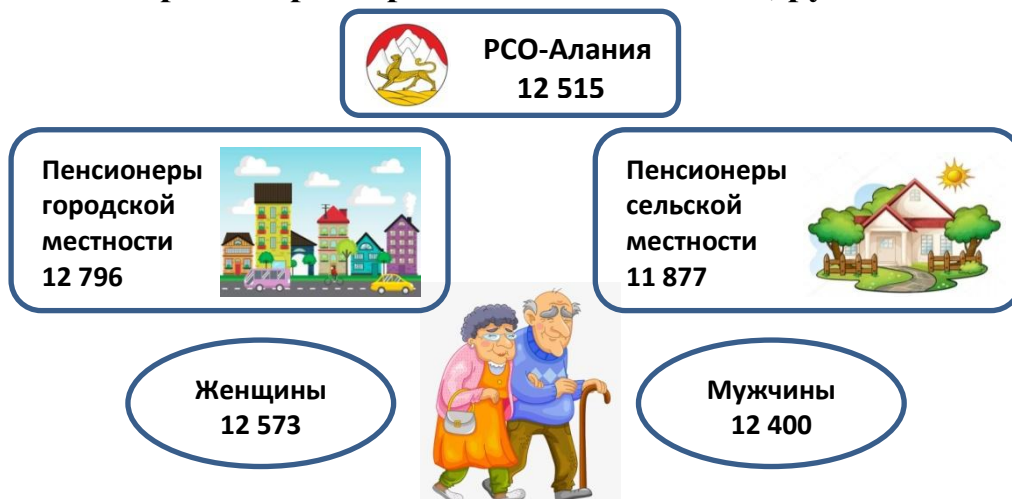 РСО-Алания
12 515
Пенсионеры
городской
местности
12 796
Пенсионеры
сельской
местности
11 877
Женщины
12 573
Мужчины
12 400